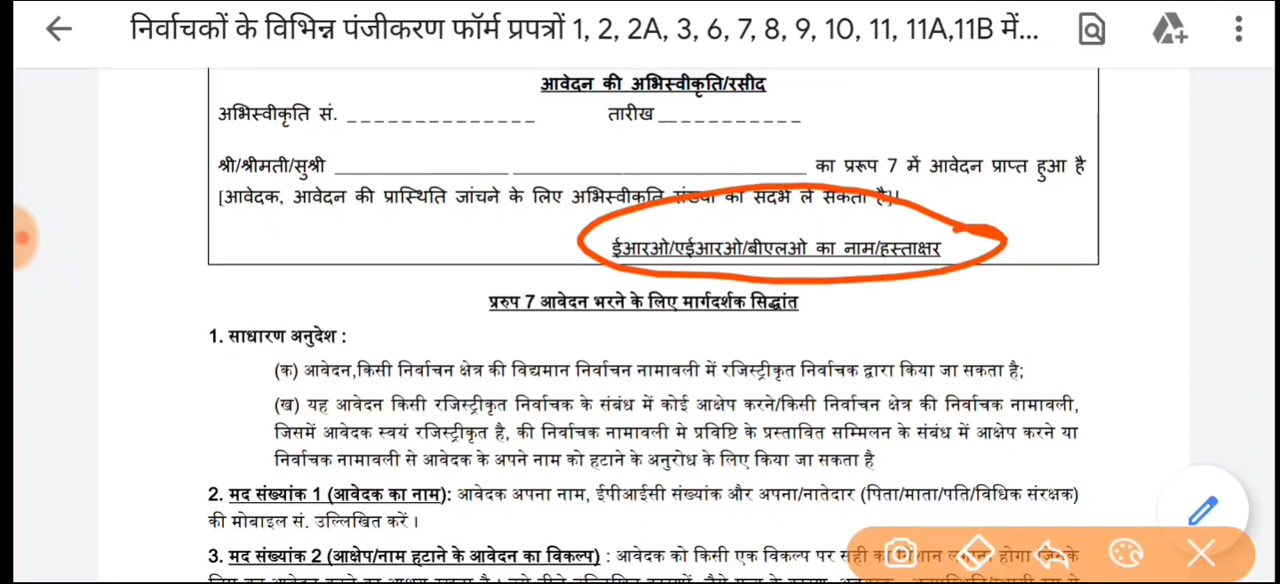 निर्वाचकों के विभिन्न पंजीकरण फॉर्म प्रपत्रों 1, 2, 2A, 3, 6, 7, 8, 9, 10, 11, 11A,11B में...
आवेदन की अभिस्वीकृति/रसीद
अभिस्वीकृति सं. _ _ _ _ _ _ _ _ _ _ _ _ _ _ तारीख _ _ _ _ _ _ _ _ _ _ _
श्री/श्रीमती/सुश्री ________________ ___________________________ का प्ररूप 7 में आवेदन प्राप्त हुआ है
[आवेदक, आवेदन की प्रास्थिति जांचने के लिए अभिस्वीकृति संख्या का संदर्भ ले सकता है]।
ईआरओ/एईआरओ/बीएलओ का नाम/हस्ताक्षर
प्ररुप 7 आवेदन भरने के लिए मार्गदर्शक सिद्धांत
1. साधारण अनुदेश :
(क) आवेदन,किसी निर्वाचन क्षेत्र की विद्यमान निर्वाचन नामावली में रजिस्ट्रीकृत निर्वाचक द्वारा किया जा सकता है;
(ख) यह आवेदन किसी रजिस्ट्रीकृत निर्वाचक के संबंध में कोई आक्षेप करने/किसी निर्वाचन क्षेत्र की निर्वाचक नामावली,
जिसमें आवेदक स्वयं रजिस्ट्रीकृत है, की निर्वाचक नामावली मे प्रविष्टि के प्रस्तावित सम्मिलन के संबंध में आक्षेप करने या
निर्वाचक नामावली से आवेदक के अपने नाम को हटाने के अनुरोध के लिए किया जा सकता है
2. मद संख्यांक 1 (आवेदक का नाम): आवेदक अपना नाम, ईपीआईसी संख्यांक और अपना/नातेदार (पिता/माता/पति/विधिक संरक्षक)
की मोबाइल सं. उल्लिखित करें ।
3. मद संख्यांक 2 (आक्षेप/नाम हटाने के आवेदन का विकल्प) : आवेदक को किसी एक विकल्प पर सही का निशान लगाना होगा जिसके